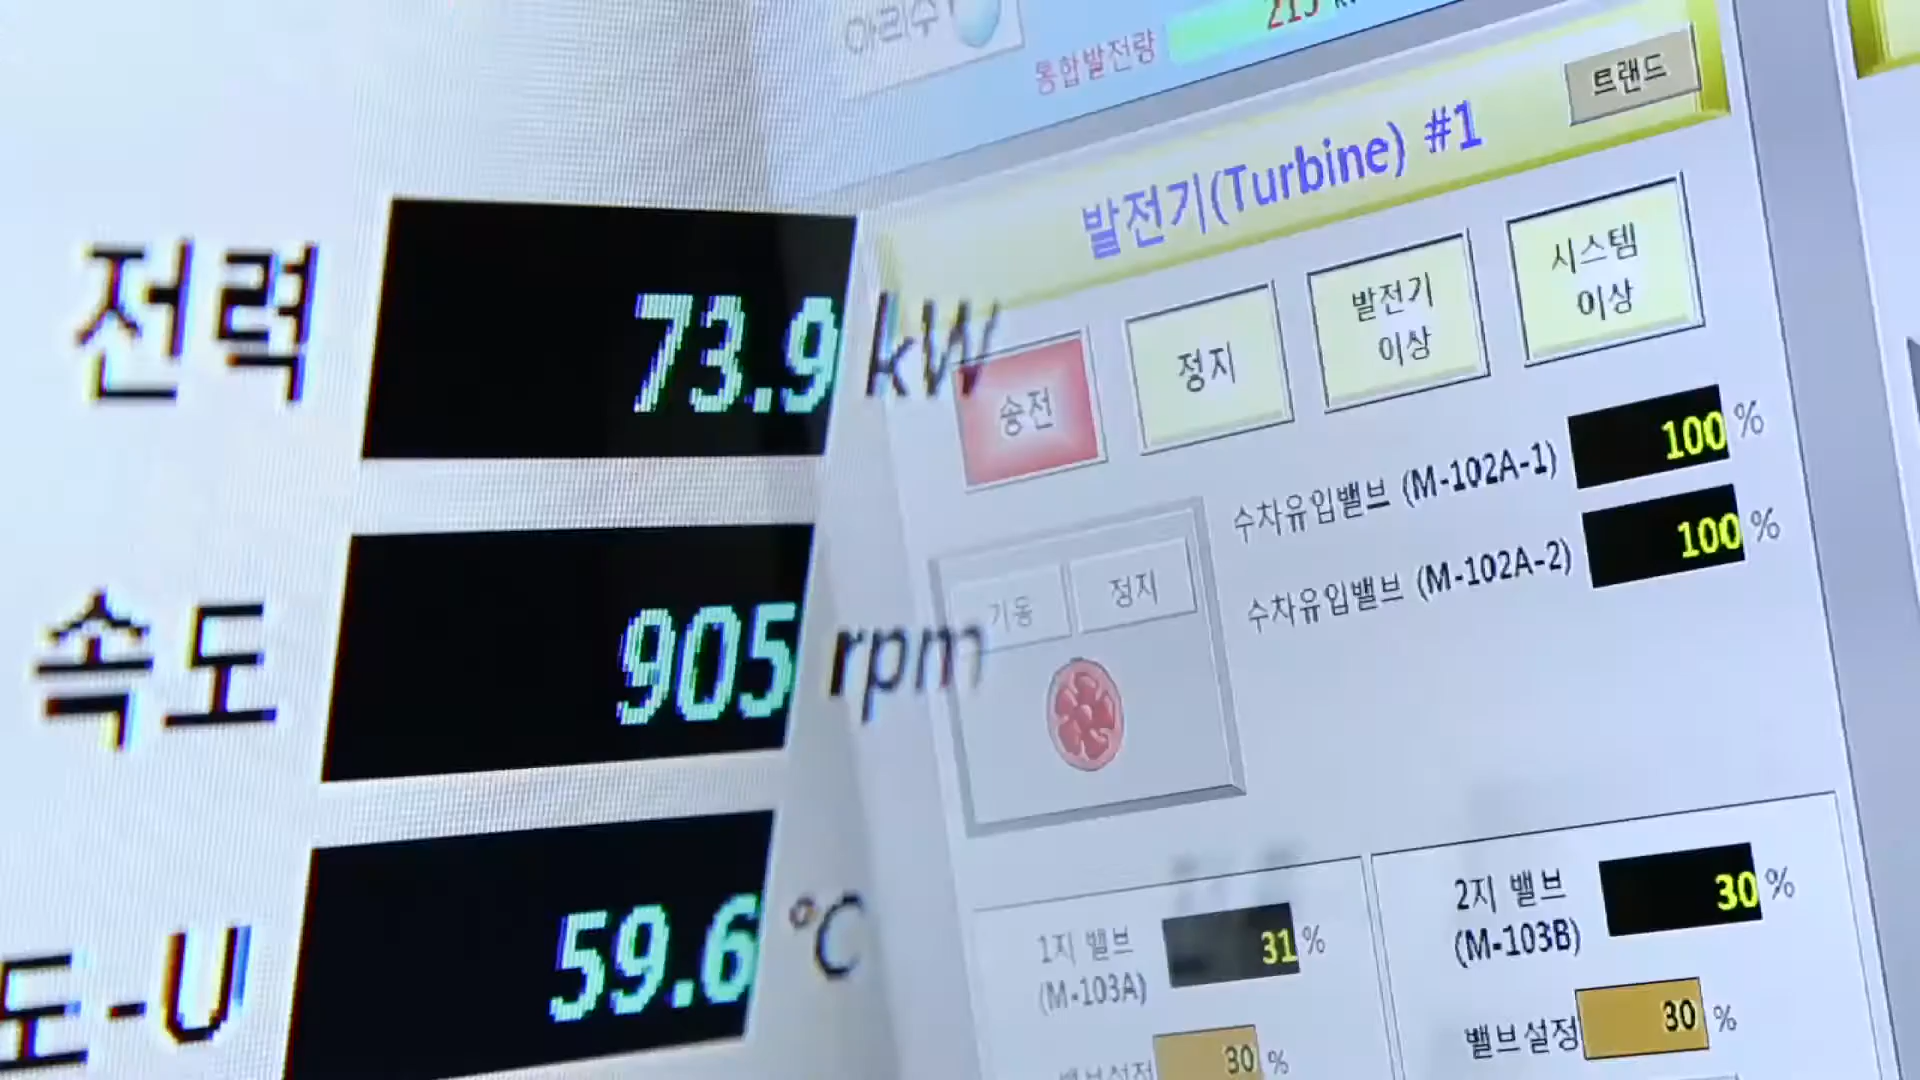 전력 73.9 kW
속도 905 rpm
도-U 59.6 °C
아리수
통합발전량
발전기(Turbine) #1
트랜드
송전
정지
발전기
이상
시스템
이상
수차유입밸브 (M-102A-1) 100 %
수차유입밸브 (M-102A-2) 100 %
기동
정지
1지 밸브
(M-103A)
31 %
30 %
2지 밸브
(M-103B)
30 %
밸브설정 30 %